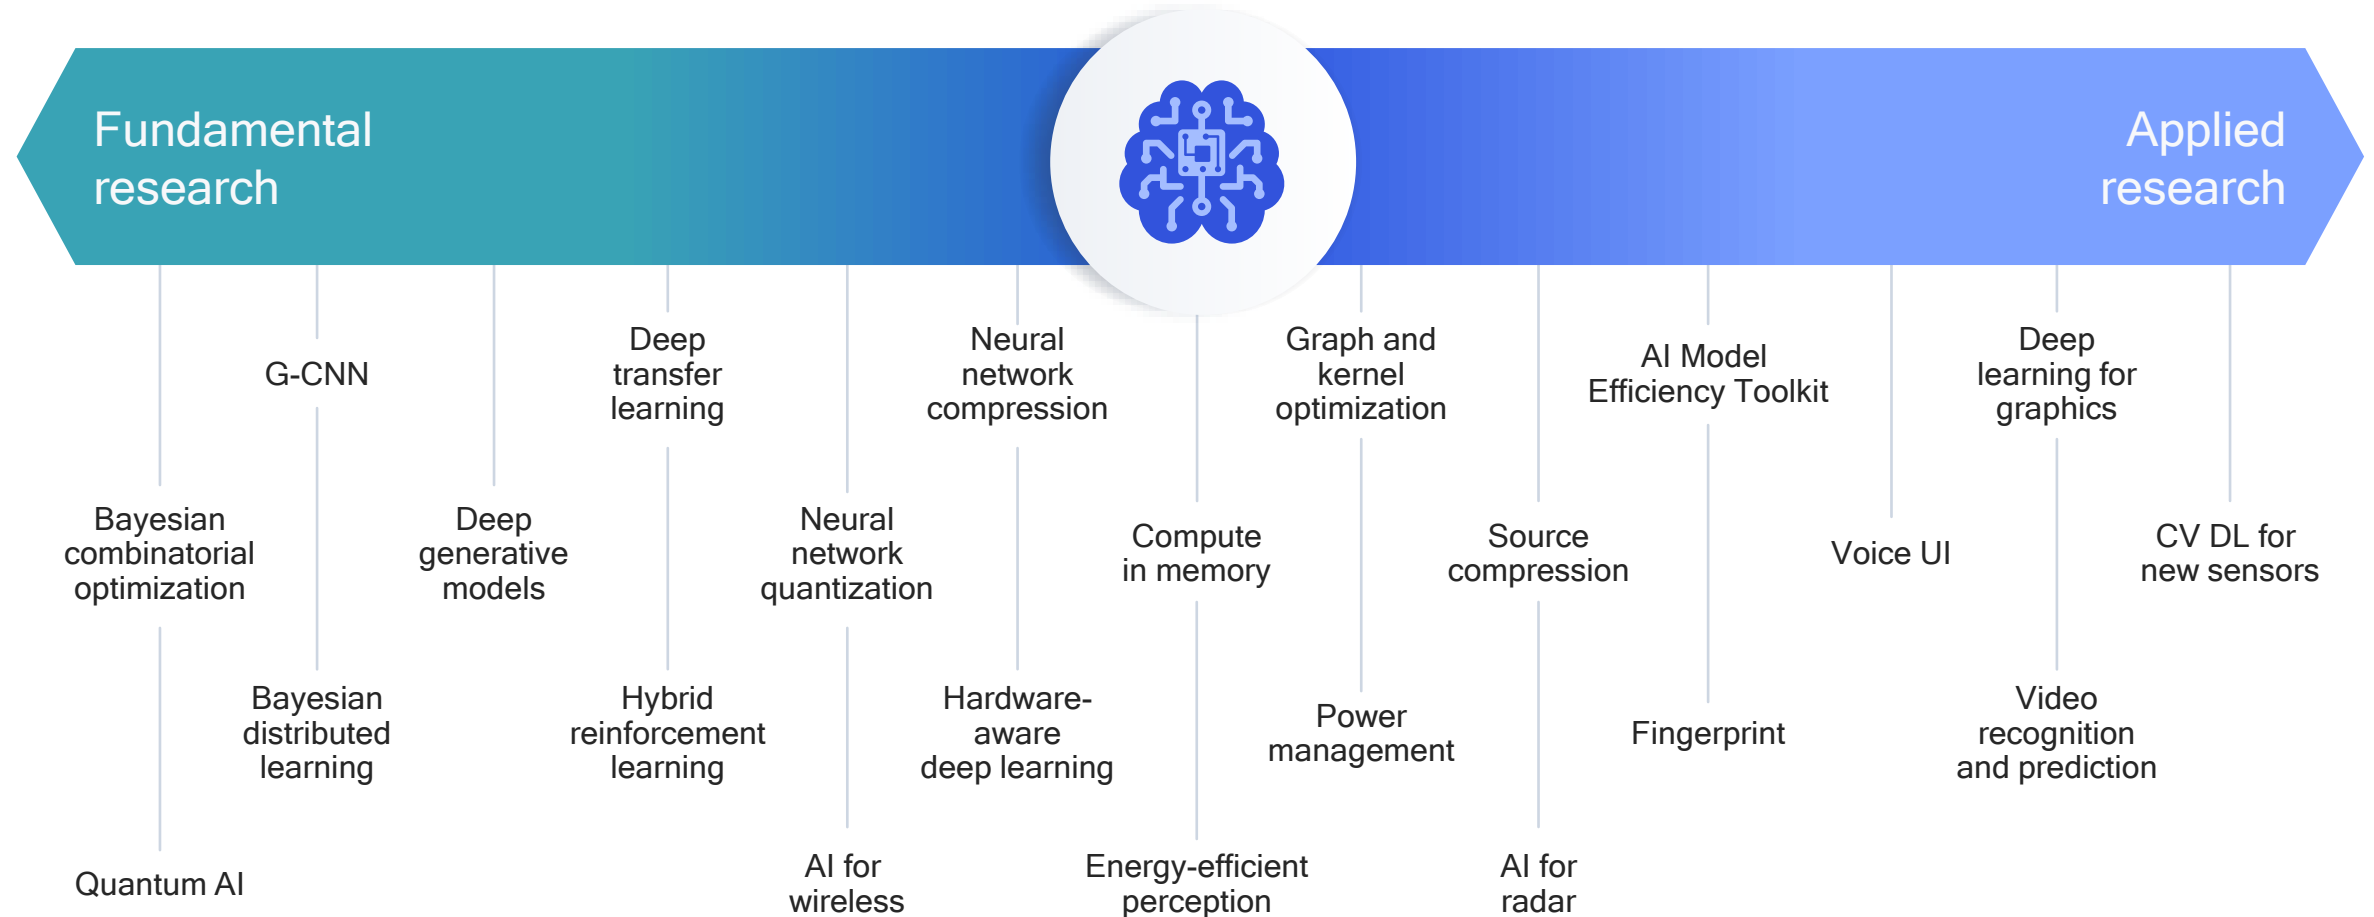 Fundamental
research
Applied
research
Bayesian
combinatorial
optimization
Quantum AI
G-CNN
Bayesian
distributed
learning
Deep
generative
models
Deep
transfer
learning
Hybrid
reinforcement
learning
Neural
network
quantization
AI for
wireless
Neural
network
compression
Hardware-
aware
deep learning
Compute
in memory
Energy-efficient
perception
Graph and
kernel
optimization
Power
management
Source
compression
AI for
radar
AI Model
Efficiency Toolkit
Fingerprint
Voice UI
Deep
learning for
graphics
Video
recognition
and prediction
CV DL for
new sensors